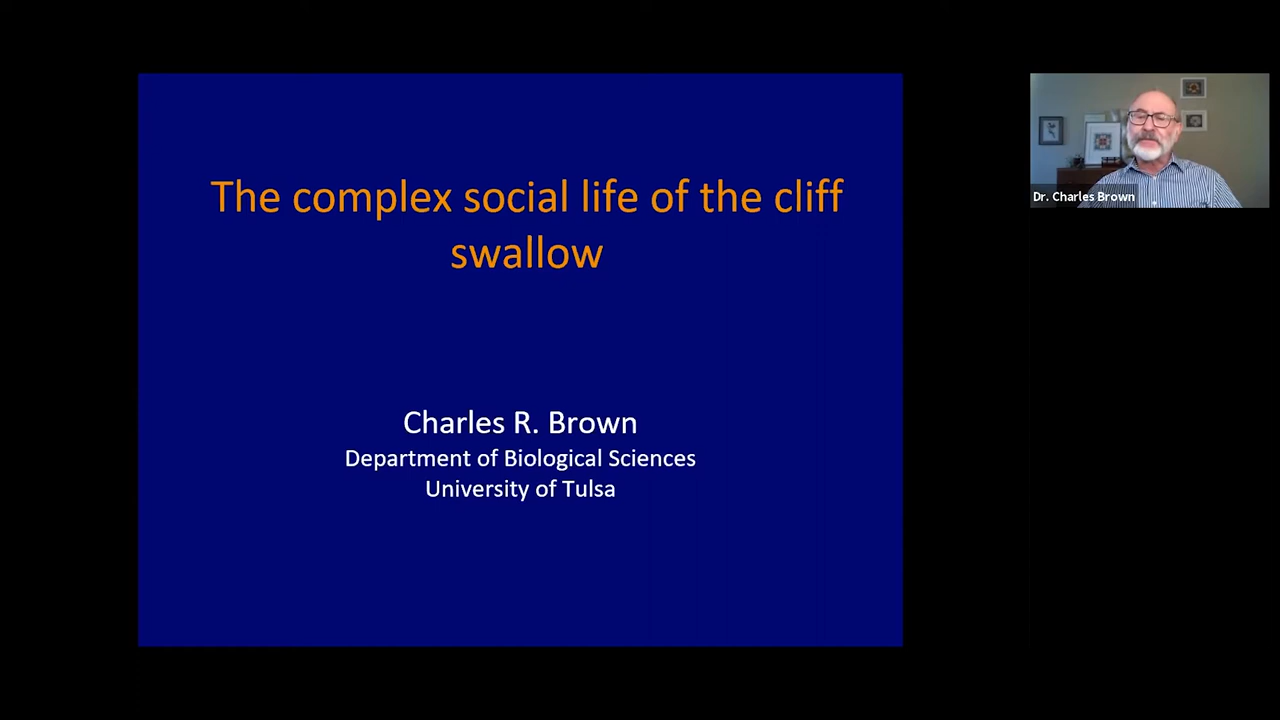 The complex social life of the cliff
swallow
Charles R. Brown
Department of Biological Sciences
University of Tulsa
Dr. Charles Brown